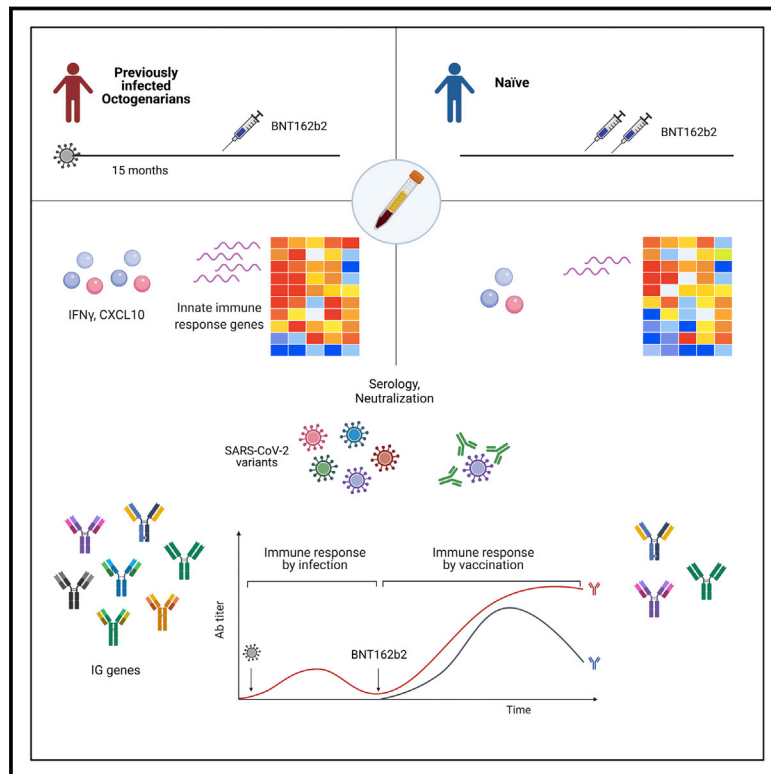 Previously
infected
Octogenarians
BNT162b2
15 months
Naïve
BNT162b2
IFNγ, CXCL10
Innate immune
response genes
Serology,
Neutralization
SARS-CoV-2
variants
IG genes
Ab titer
Immune response
by infection
Immune response
by vaccination
BNT162b2
Time